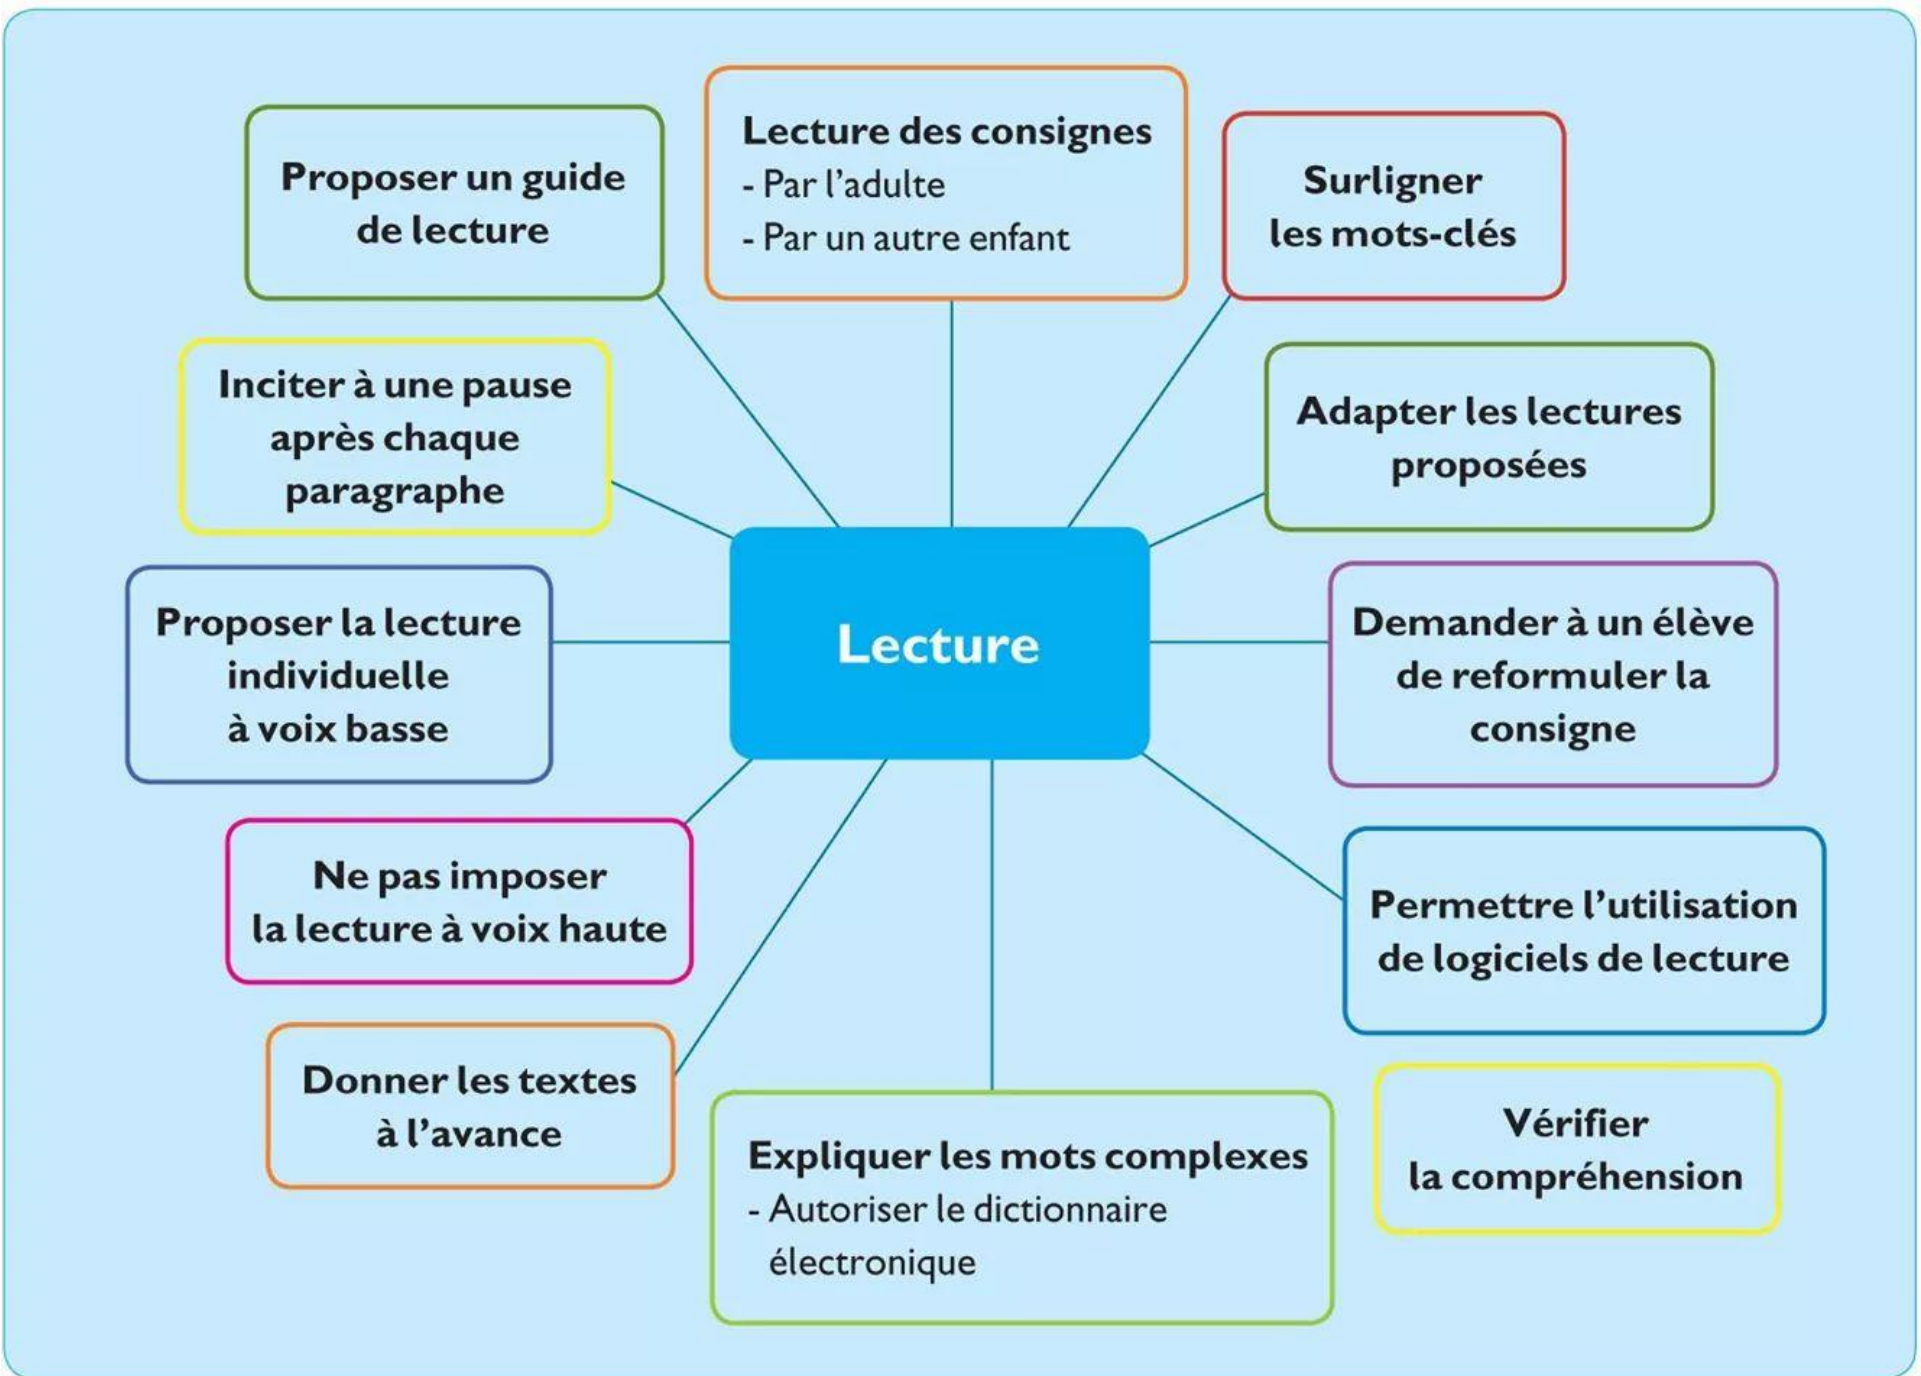 Proposer un guide
de lecture
Lecture des consignes
- Par l’adulte
- Par un autre enfant
Surligner
les mots-clés
Inciter à une pause
après chaque
paragraphe
Adapter les lectures
proposées
Proposer la lecture
individuelle
à voix basse
Lecture
Demander à un élève
de reformuler la
consigne
Ne pas imposer
la lecture à voix haute
Permettre l’utilisation
de logiciels de lecture
Donner les textes
à l’avance
Expliquer les mots complexes
- Autoriser le dictionnaire
électronique
Vérifier
la compréhension